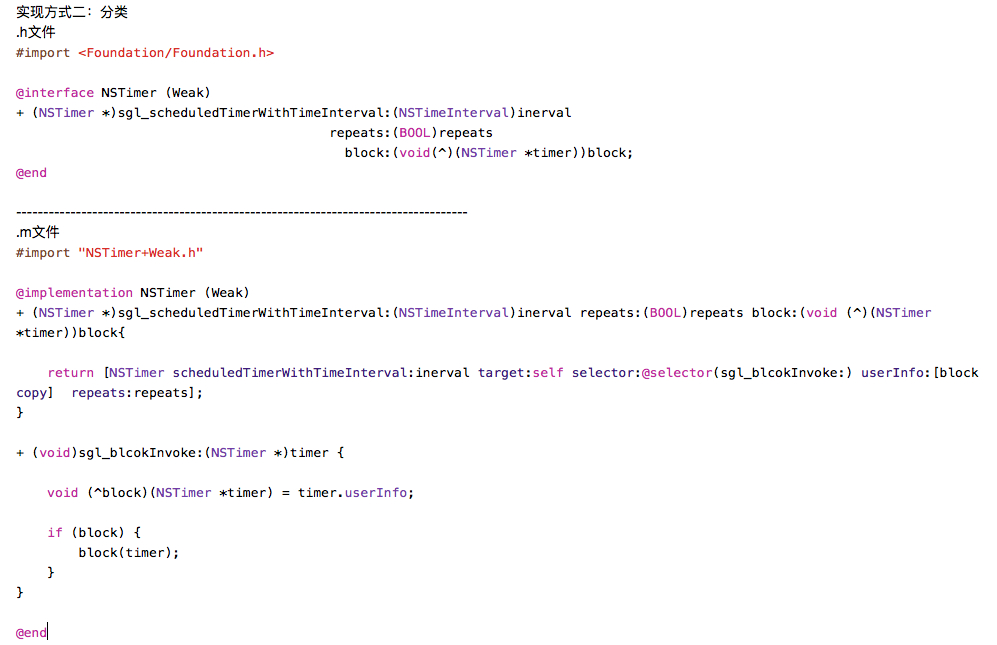 实现方式二：分类
.h文件
#import <Foundation/Foundation.h>
@interface NSTimer (Weak)
+ (NSTimer *)sgl_scheduledTimerWithTimeInterval:(NSTimeInterval)inerval
repeats:(BOOL)repeats
block:(void(^)(NSTimer *timer))block;
@end
-----------------------------------------------------------------------------------
.m文件
#import "NSTimer+Weak.h"
@implementation NSTimer (Weak)
+ (NSTimer *)sgl_scheduledTimerWithTimeInterval:(NSTimeInterval)inerval repeats:(BOOL)repeats block:(void (^)(NSTimer
*timer))block{
return [NSTimer scheduledTimerWithTimeInterval:inerval target:self selector:@selector(sgl_blcokInvoke:) userInfo:[block
copy]  repeats:repeats];
}
+ (void)sgl_blcokInvoke:(NSTimer *)timer {
void (^block)(NSTimer *timer) = timer.userInfo;
if (block) {
block(timer);
}
}
@end